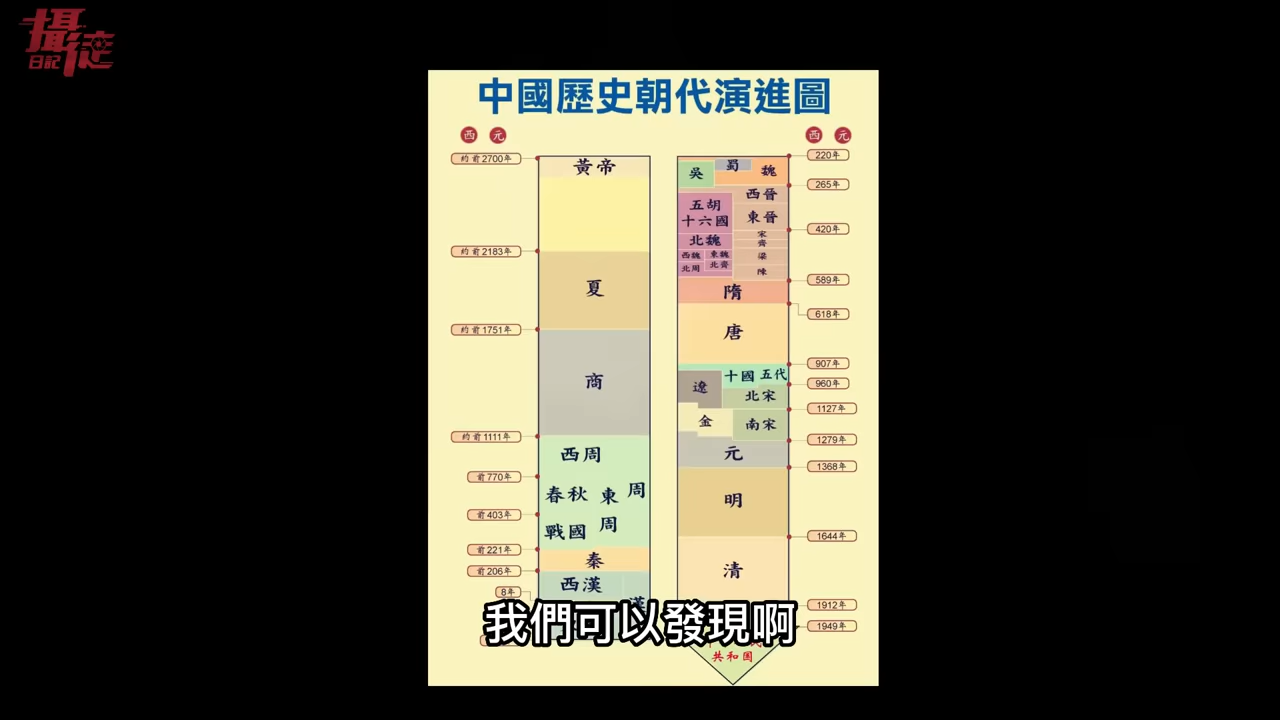 攝徒
日記
中國歷史朝代演進圖
西 元
約前2700年
黃帝
約前2183年
夏
約前1751年
商
約前1111年
西周
前770年
春秋 東周
前403年
戰國 周
前221年
秦
前206年
西漢
8年
漢
西 元
220年
吳 蜀 魏
265年
西晉
五胡
十六國
東晉
420年
宋
齊
北魏
西魏 東魏
梁
北周 北齊
陳
589年
隋
618年
唐
907年
十國 五代
960年
遼
北宋
1127年
金
南宋
1279年
元
1368年
明
1644年
清
1912年
1949年
共和国
我們可以發現啊